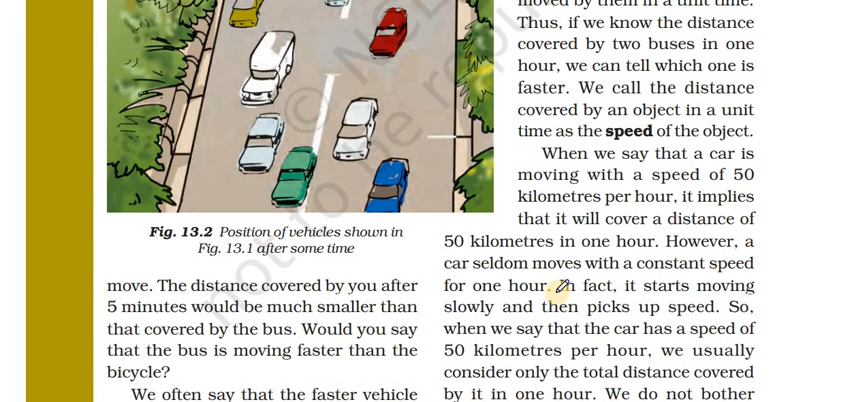 Fig. 13.2 Position of vehicles shown in
Fig. 13.1 after some time
move. The distance covered by you after
5 minutes would be much smaller than
that covered by the bus. Would you say
that the bus is moving faster than the
bicycle?
We often say that the faster vehicle
moved by them in a unit time.
Thus, if we know the distance
covered by two buses in one
hour, we can tell which one is
faster. We call the distance
covered by an object in a unit
time as the speed of the object.
When we say that a car is
moving with a speed of 50
kilometres per hour, it implies
that it will cover a distance of
50 kilometres in one hour. However, a
car seldom moves with a constant speed
for one hour. In fact, it starts moving
slowly and then picks up speed. So,
when we say that the car has a speed of
50 kilometres per hour, we usually
consider only the total distance covered
by it in one hour. We do not bother
not to be